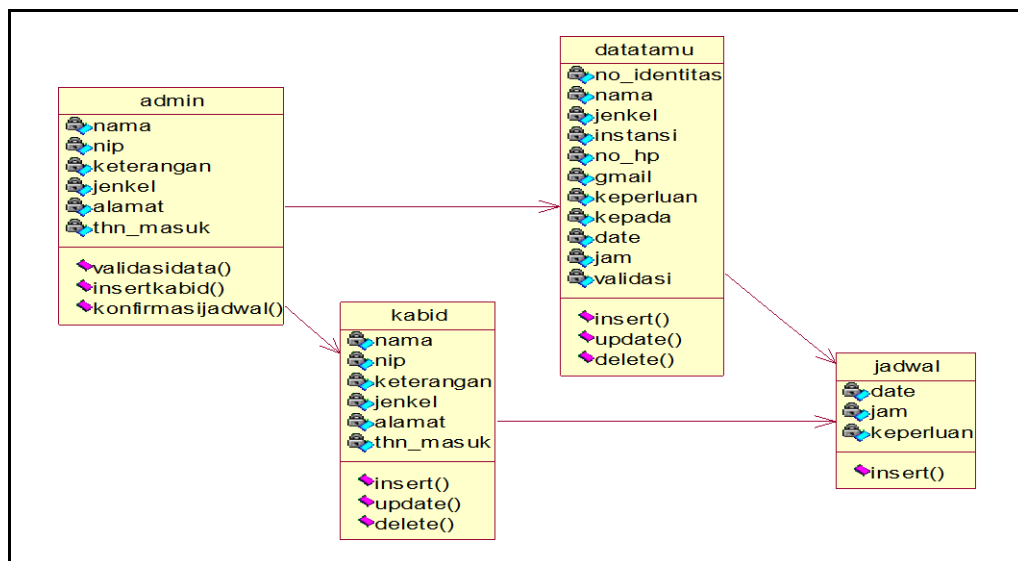 admin
nama
nip
keterangan
jenkel
alamat
thn_masuk
validasidata()
insertkabid()
konfirmasijadwal()
datatamu
no_identitas
nama
jenkel
instansi
no_hp
gmail
keperluan
kepada
date
jam
validasi
insert()
update()
delete()
kabid
nama
nip
keterangan
jenkel
alamat
thn_masuk
insert()
update()
delete()
jadwal
date
jam
keperluan
insert()